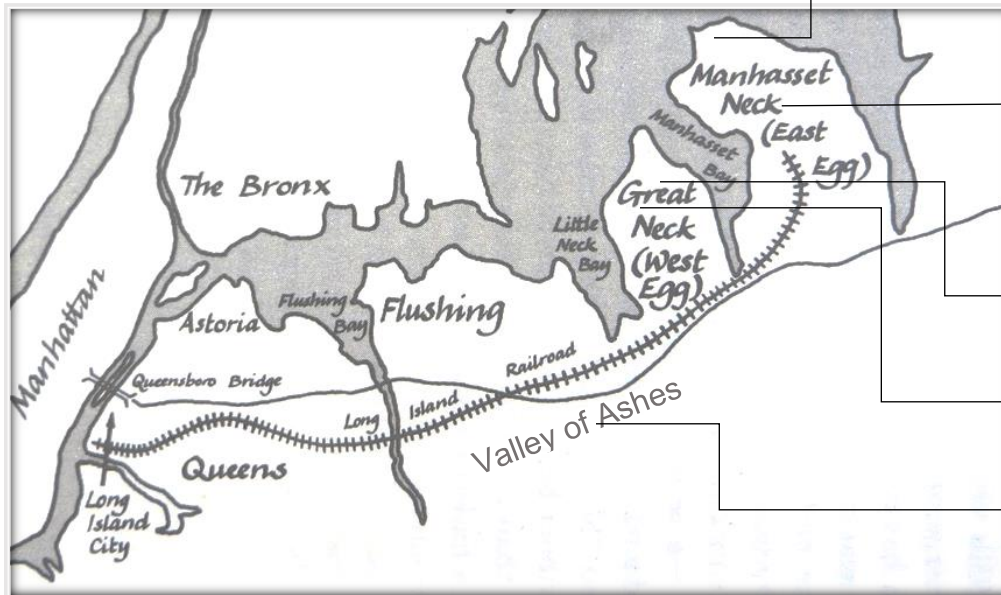 Manhasset
Neck
(East
Egg)
Manhasset
Bay
The Bronx
Great
Neck
(West
Egg)
Little
Neck
Bay
Manhattan
Astoria
Flushing
Bay
Flushing
Queensboro Bridge
Long Island Railroad
Valley of Ashes
Queens
Long
Island
City